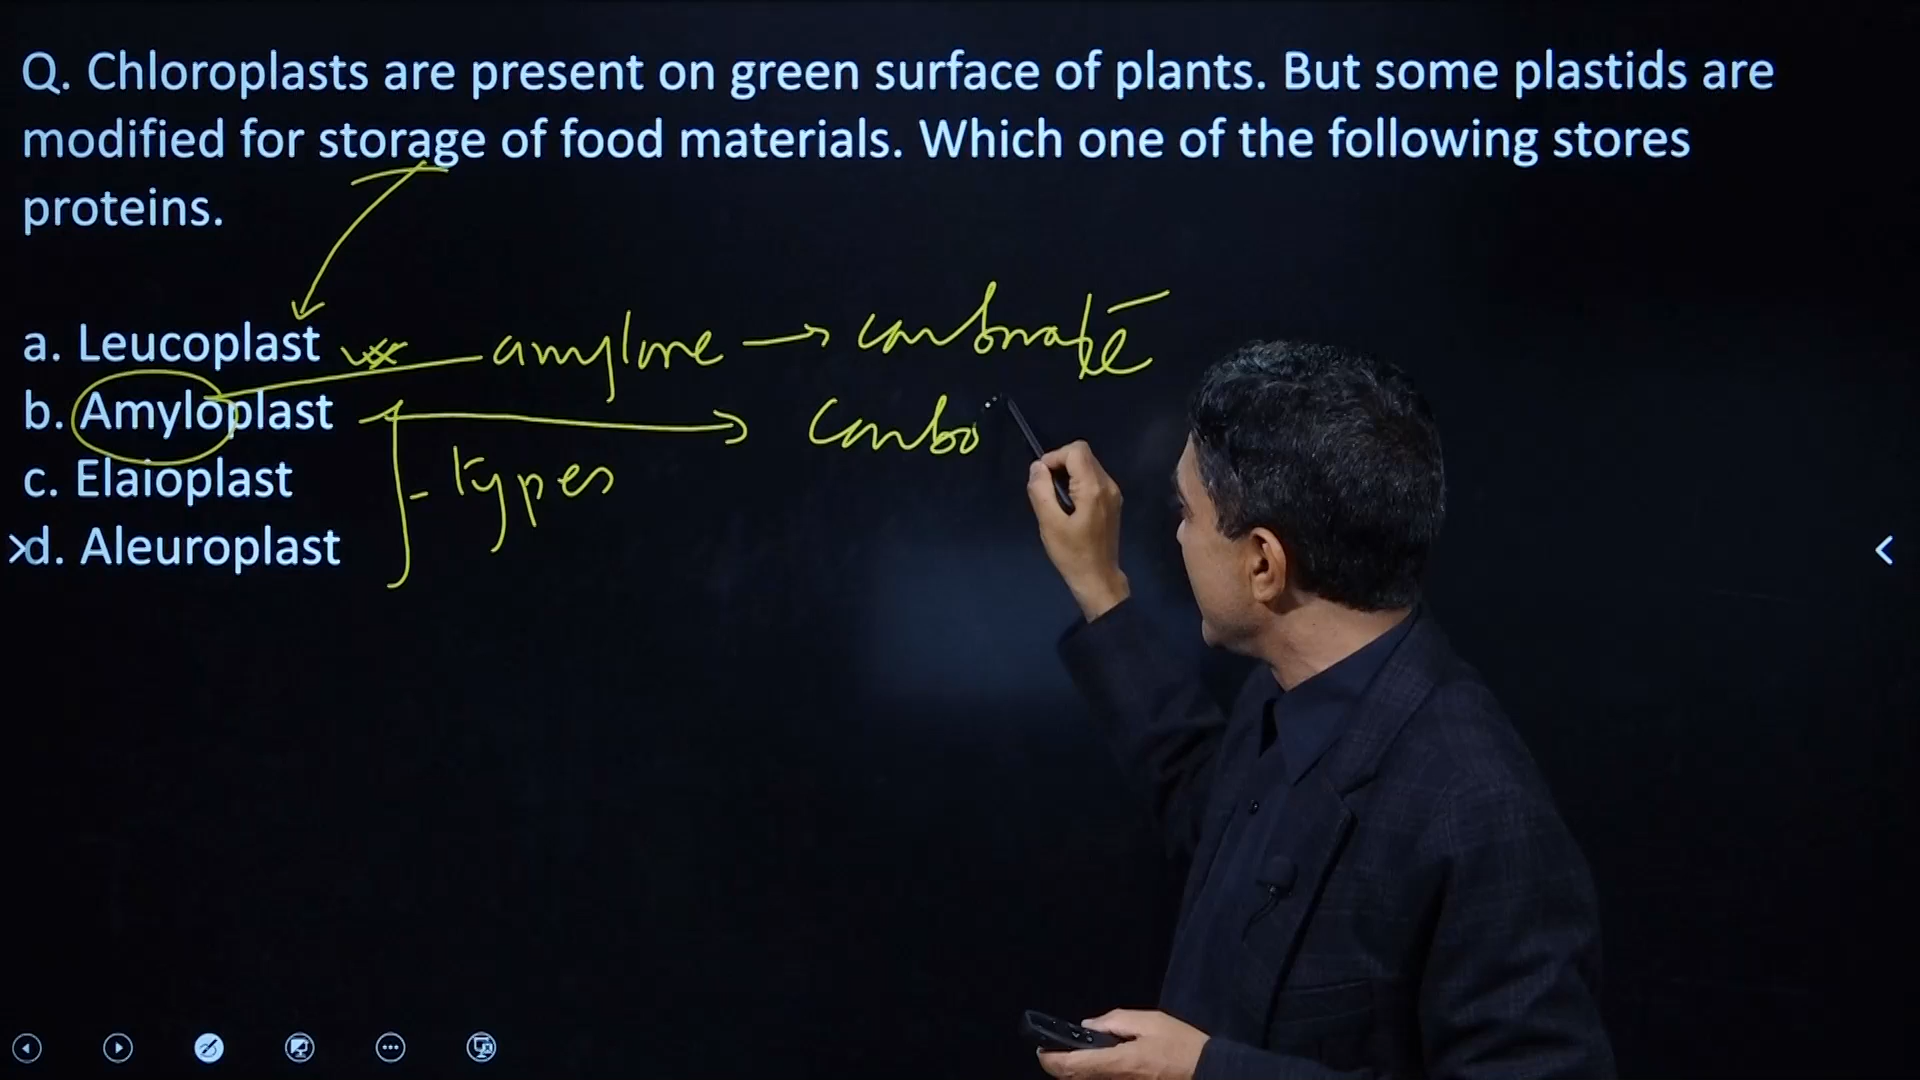 Q. Chloroplasts are present on green surface of plants. But some plastids are
modified for storage of food materials. Which one of the following stores
proteins.
a. Leucoplast
amylose → carbonate
b. Amyloplast → carbo
types
c. Elaioplast
d. Aleuroplast